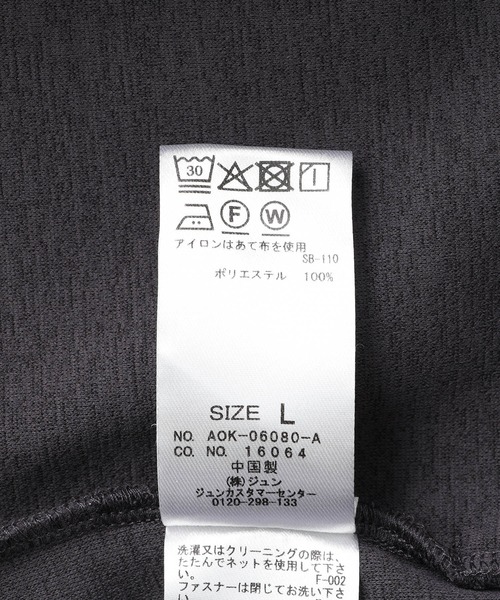 30
F W
アイロンはあて布を使用
SB-110
ポリエステル 100%
SIZE L
NO. AOK-06080-A
CO. NO. 16064
中国製
(株)ジュン
ジュンカスタマーセンター
0120-298-133
洗濯又はクリーニングの際は、
たたんでネットを使用して下さ
い。
F-002
ファスナーは閉じてお洗い下さ